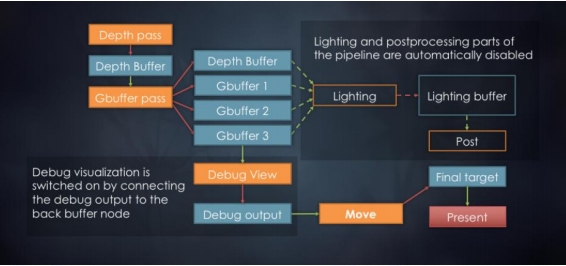 Depth pass
Depth Buffer
Gbuffer pass
Depth Buffer
Gbuffer 1
Gbuffer 2
Gbuffer 3
Lighting and postprocessing parts of
the pipeline are automatically disabled
Lighting
Lighting buffer
Post
Debug visualization is
switched on by connecting
the debug output to the
back buffer node
Debug View
Debug output
Move
Final target
Present